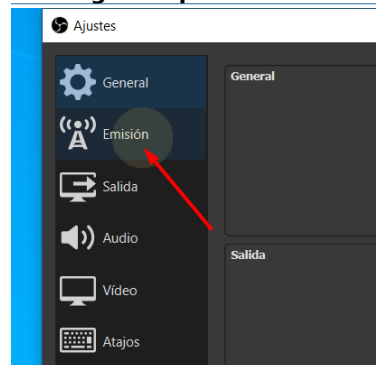 Ajustes
General
General
Emisión
Salida
Audio
Salida
Vídeo
Atajos